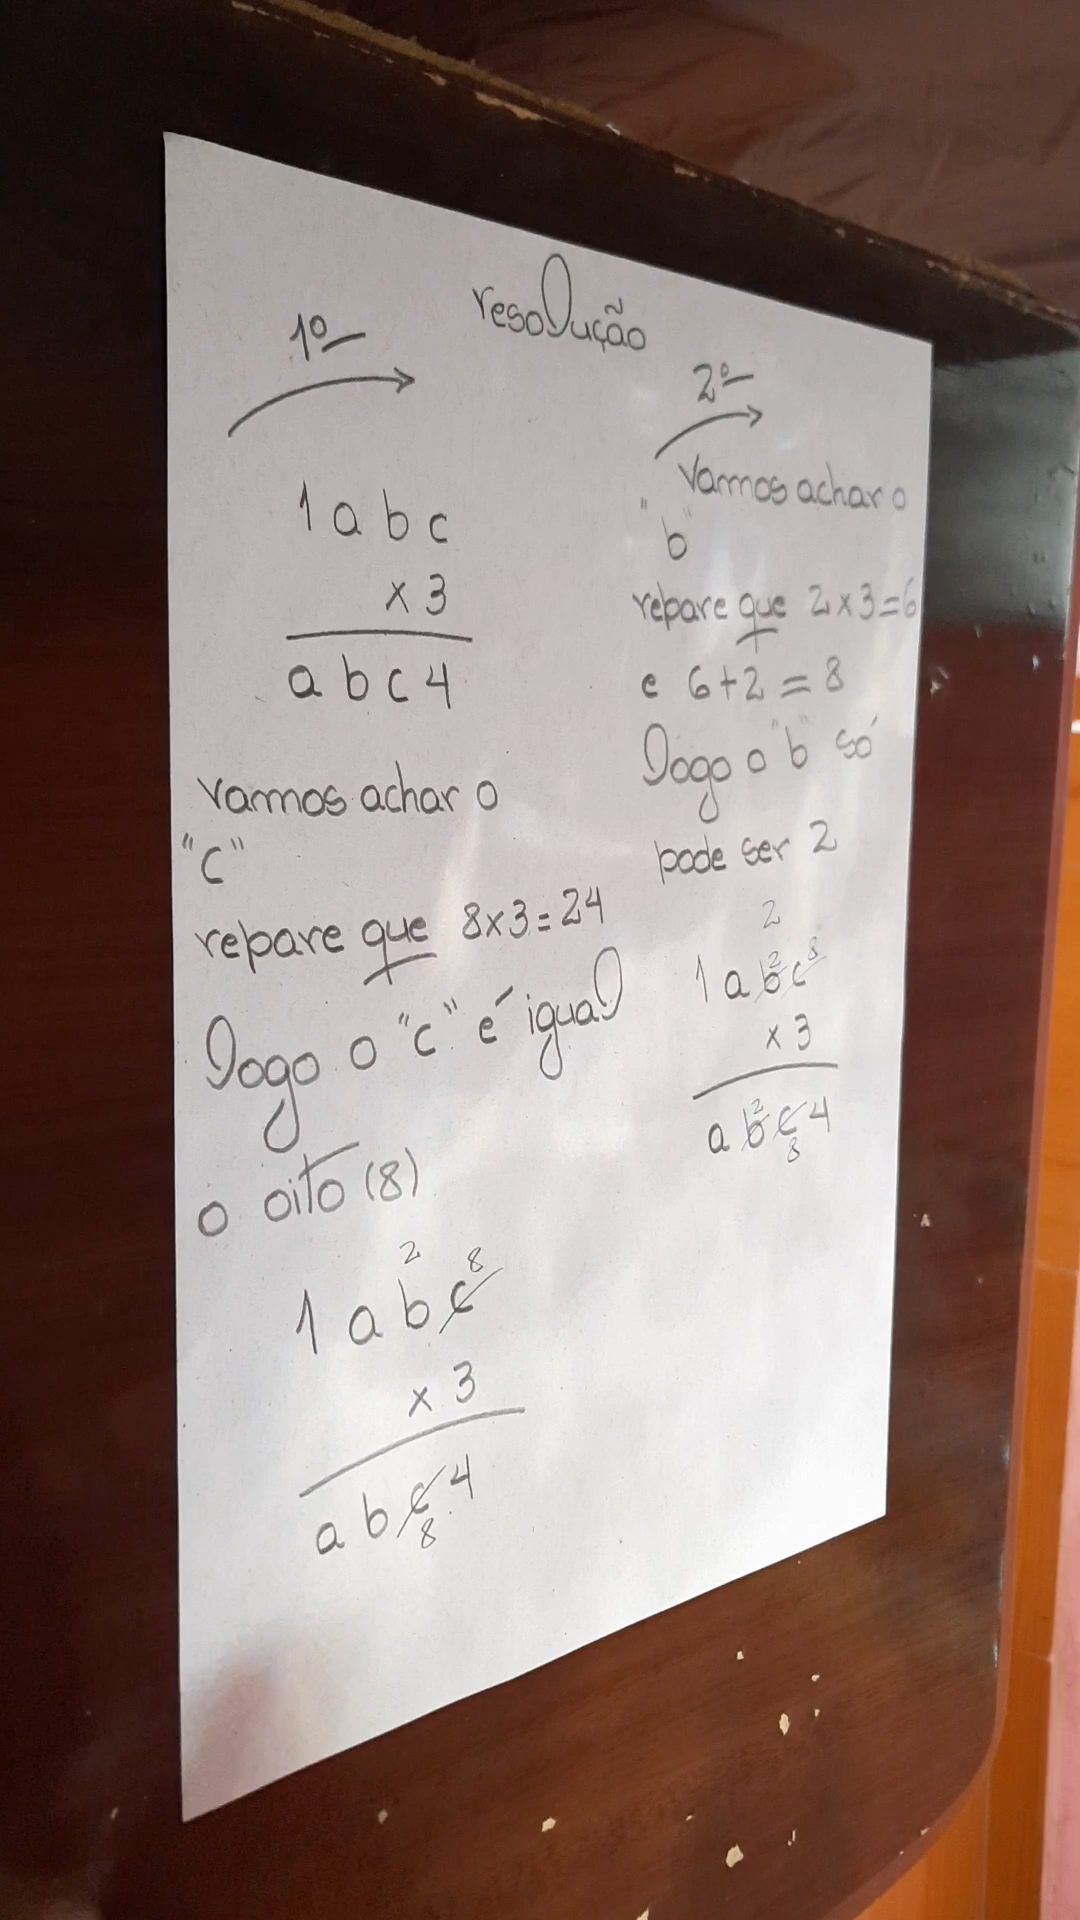 resolução
1º
1 a b c
x 3
a b c 4
vamos achar o
"c"
repare que 8x3=24
logo o "c" é igual
o oito (8)
2 8
1 a b c
x 3
a b c 4
8
2º
Vamos achar o
"b"
repare que 2x3=6
e 6+2=8
logo o "b" só
pode ser 2
2
2 8
1 a b c
x 3
2
a b c 4
8